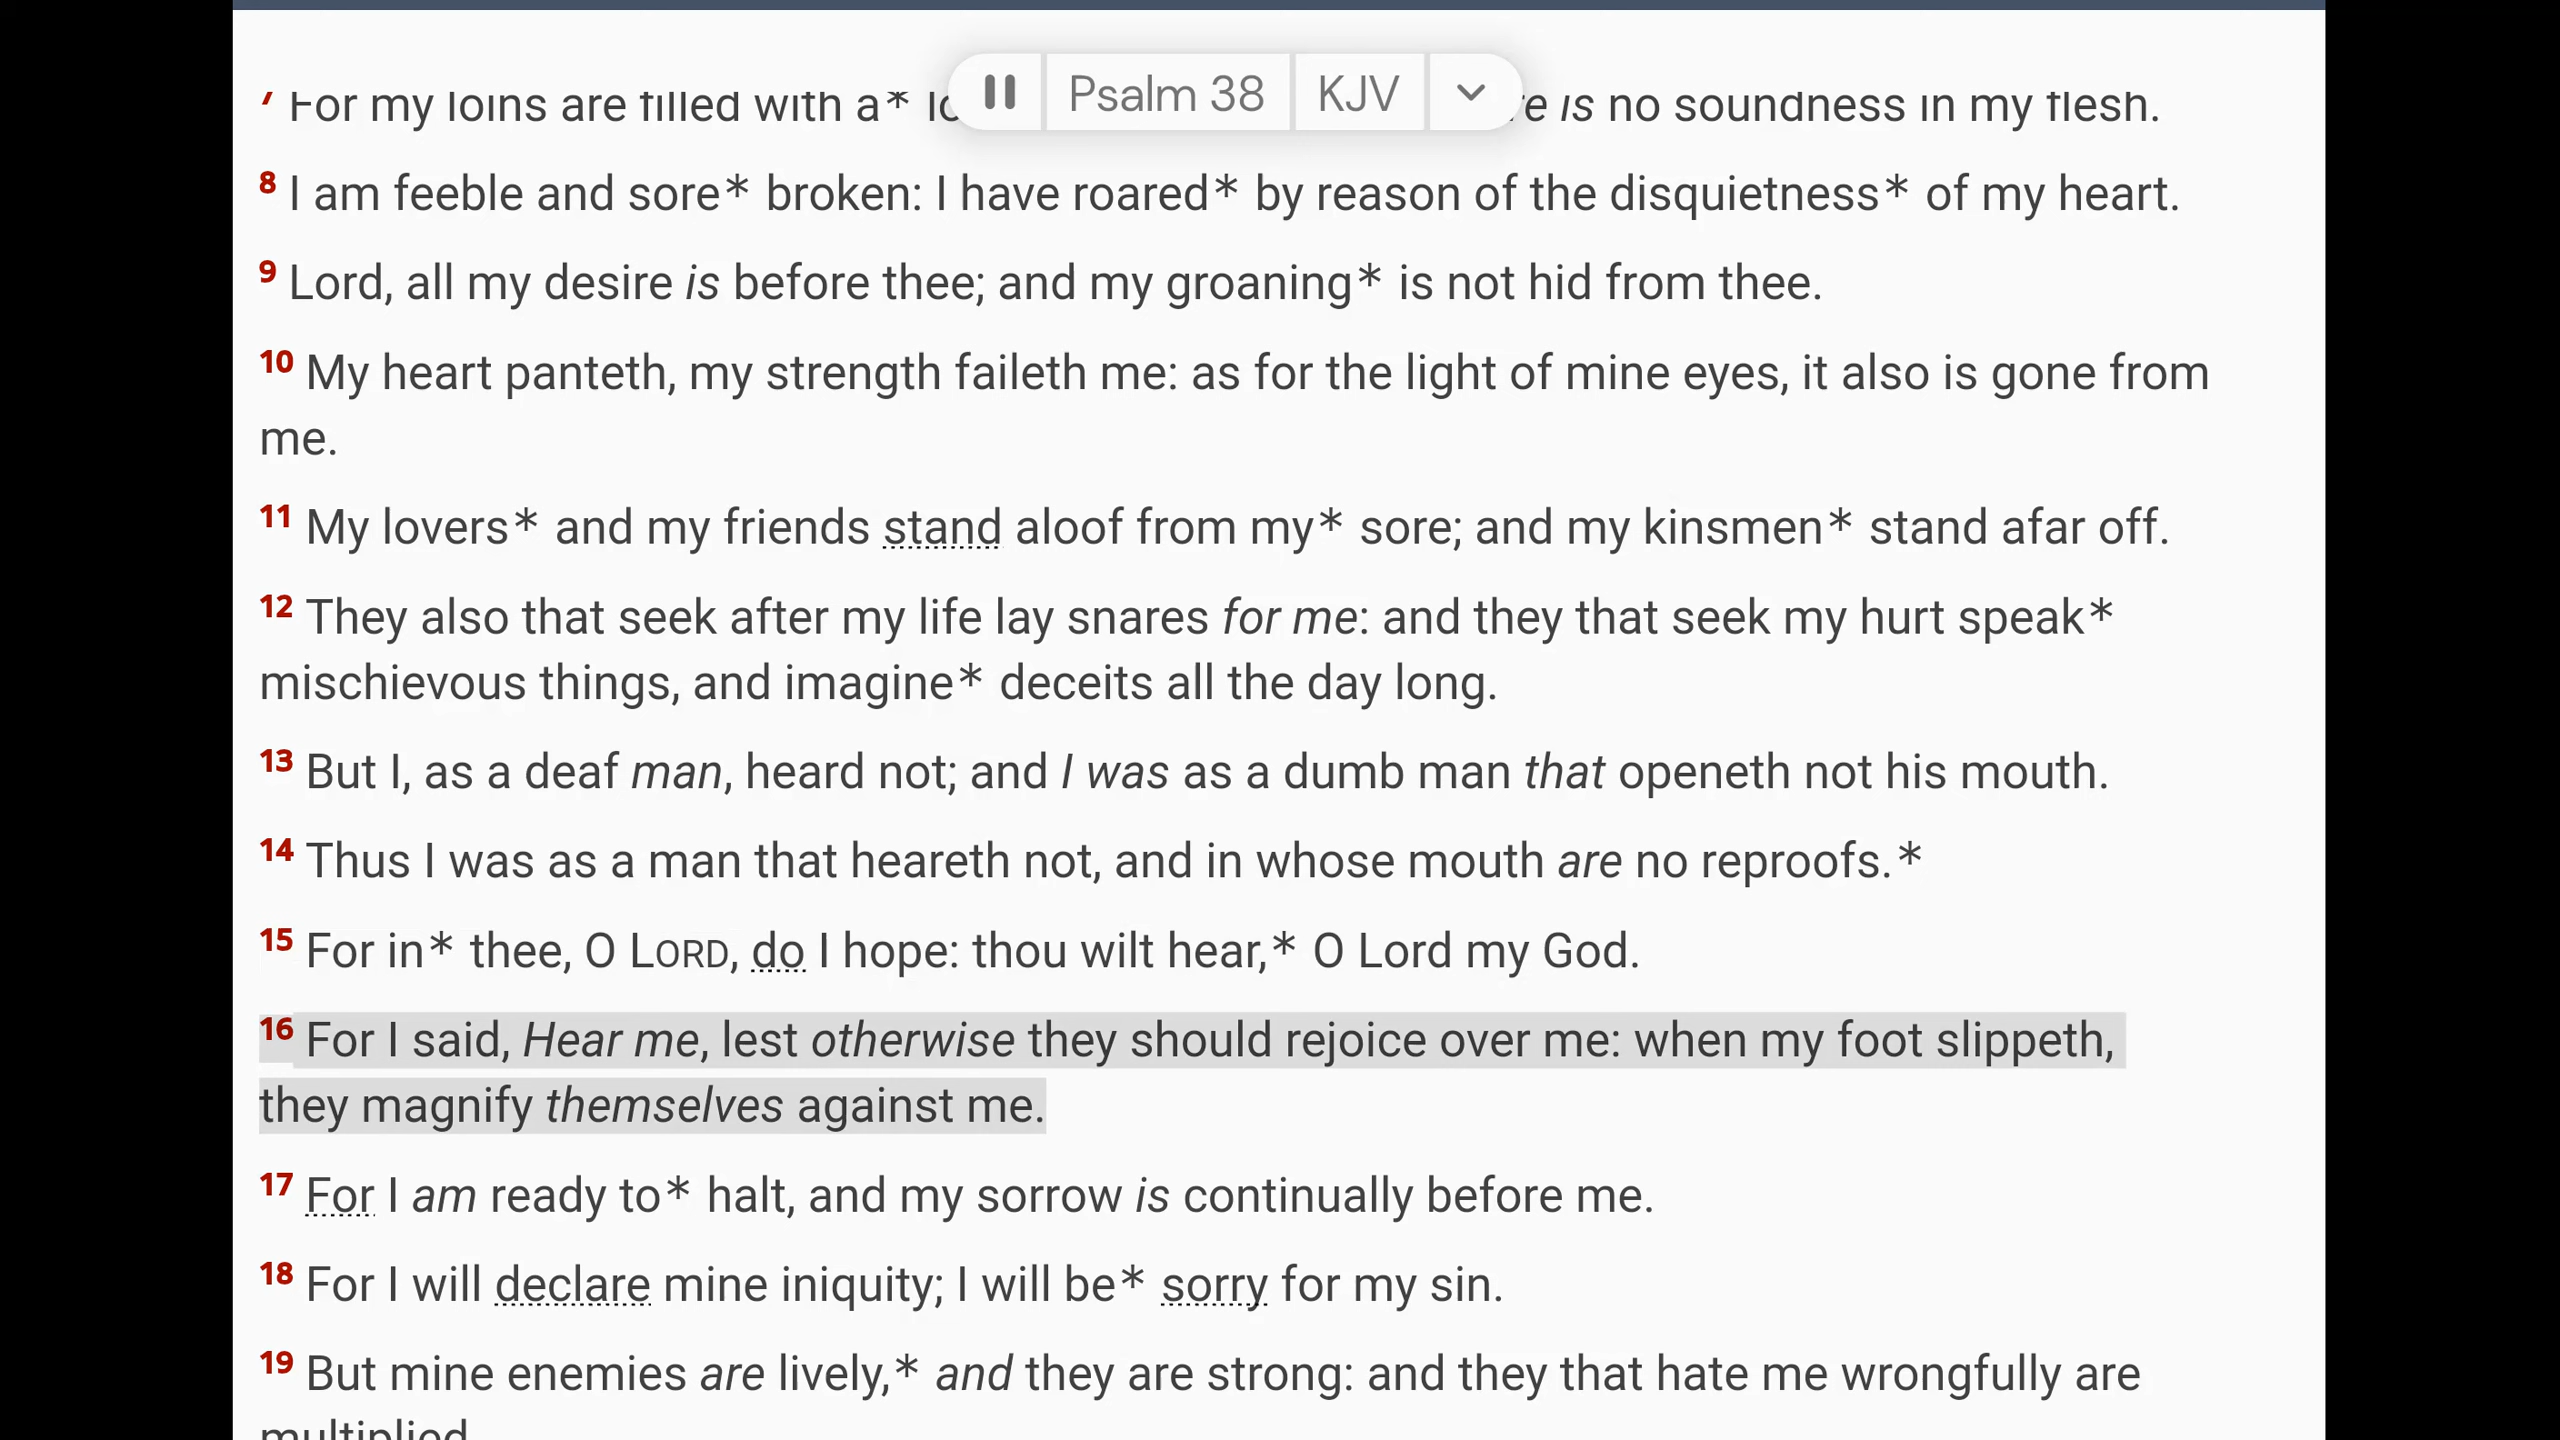 Psalm 38 KJV
7 For my loins are filled with a* is no soundness in my flesh.
8 I am feeble and sore* broken: I have roared* by reason of the disquietness* of my heart.
9 Lord, all my desire is before thee; and my groaning* is not hid from thee.
10 My heart panteth, my strength faileth me: as for the light of mine eyes, it also is gone from
me.
11 My lovers* and my friends stand aloof from my* sore; and my kinsmen* stand afar off.
12 They also that seek after my life lay snares for me: and they that seek my hurt speak*
mischievous things, and imagine* deceits all the day long.
13 But I, as a deaf man, heard not; and I was as a dumb man that openeth not his mouth.
14 Thus I was as a man that heareth not, and in whose mouth are no reproofs.*
15 For in* thee, O LORD, do I hope: thou wilt hear,* O Lord my God.
16 For I said, Hear me, lest otherwise they should rejoice over me: when my foot slippeth,
they magnify themselves against me.
17 For I am ready to* halt, and my sorrow is continually before me.
18 For I will declare mine iniquity; I will be* sorry for my sin.
19 But mine enemies are lively,* and they are strong: and they that hate me wrongfully are
multiplied